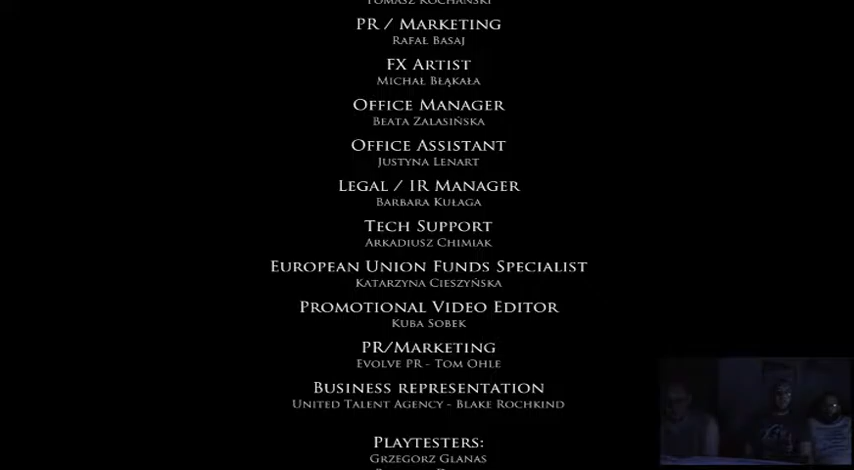 Tomasz Kochański
PR / Marketing
Rafał Basaj
FX Artist
Michał Błąkała
Office Manager
Beata Zalasińska
Office Assistant
Justyna Lenart
Legal / IR Manager
Barbara Kułaga
Tech Support
Arkadiusz Chimiak
European Union Funds Specialist
Katarzyna Cieszyńska
Promotional Video Editor
Kuba Sobek
PR/Marketing
Evolve PR - Tom Ohle
Business representation
United Talent Agency - Blake Rochkind
Playtesters:
Grzegorz Glanas